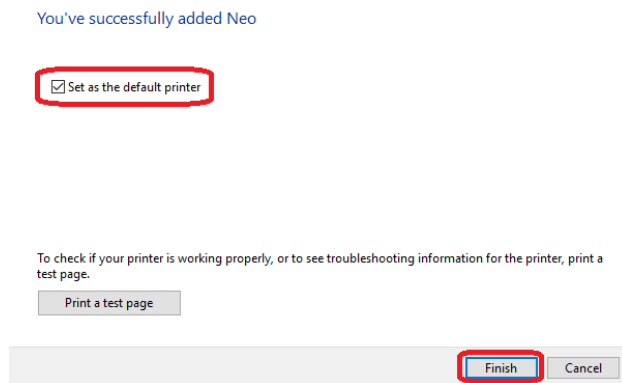 You've successfully added Neo
Set as the default printer
To check if your printer is working properly, or to see troubleshooting information for the printer, print a
test page.
Print a test page
Finish
Cancel